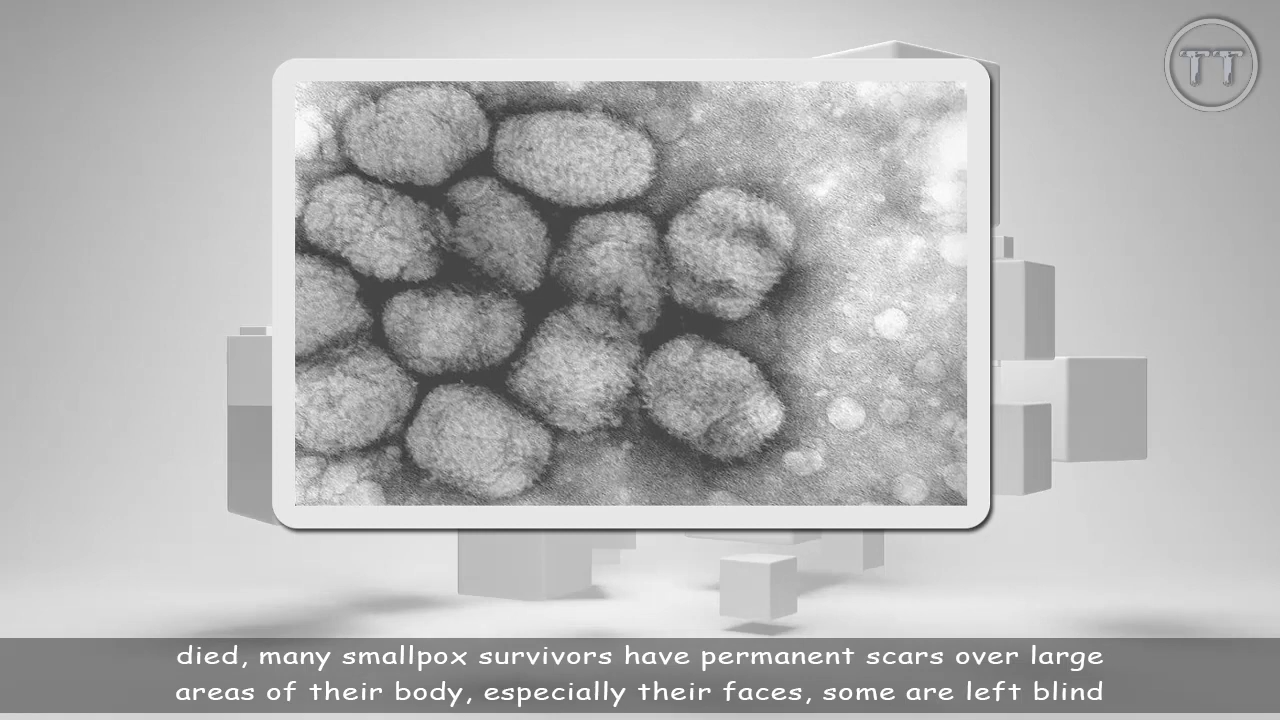 TT
died, many smallpox survivors have permanent scars over large
areas of their body, especially their faces, some are left blind